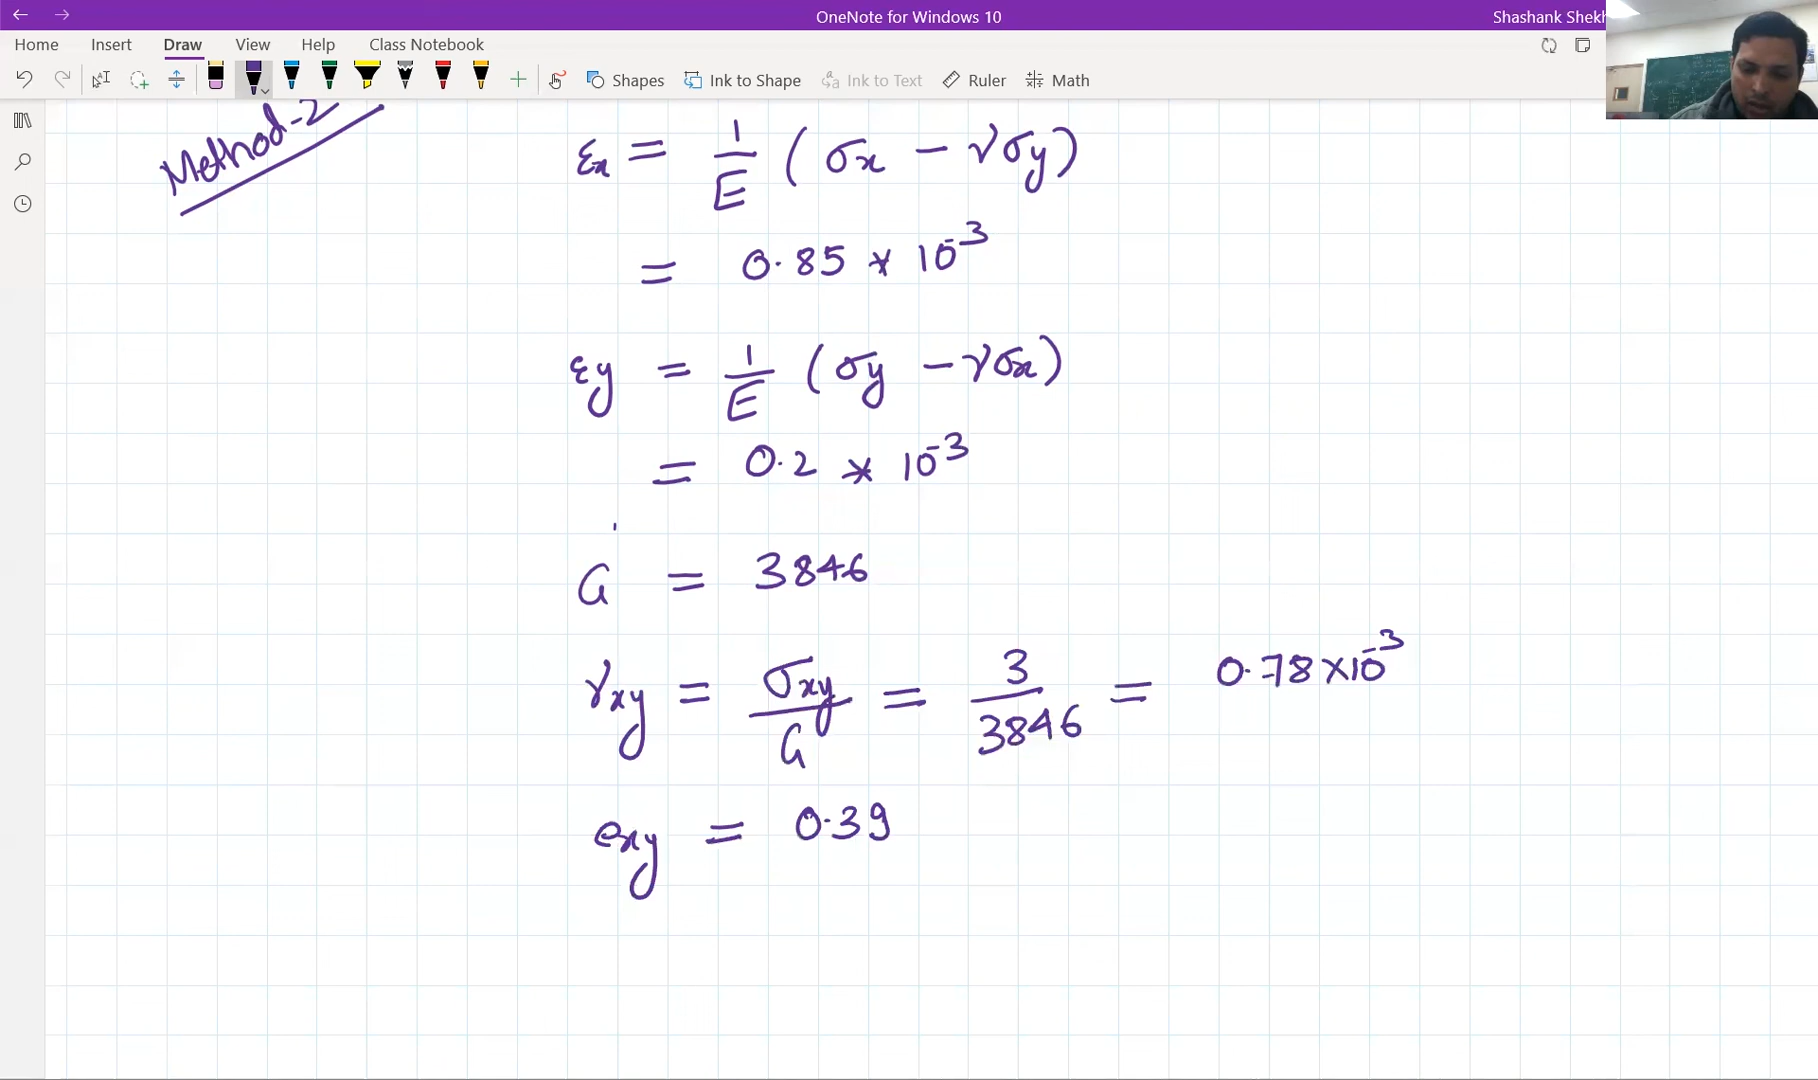 OneNote for Windows 10
Shashank Shekh
Home Insert Draw View Help Class Notebook
Shapes Ink to Shape Ink to Text Ruler Math
Method-2
εx = 1/E (σx - νσy)
= 0.85 * 10^-3
εy = 1/E (σy - νσx)
= 0.2 * 10^-3
G = 3846
γxy = σxy/G = 3/3846 = 0.78×10^-3
exy = 0.39